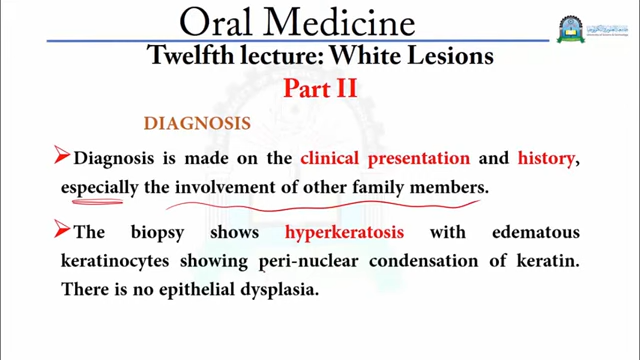 Oral Medicine
Twelfth lecture: White Lesions
Part II
DIAGNOSIS
Diagnosis is made on the clinical presentation and history,
especially the involvement of other family members.
The biopsy shows hyperkeratosis with edematous
keratinocytes showing peri-nuclear condensation of keratin.
There is no epithelial dysplasia.